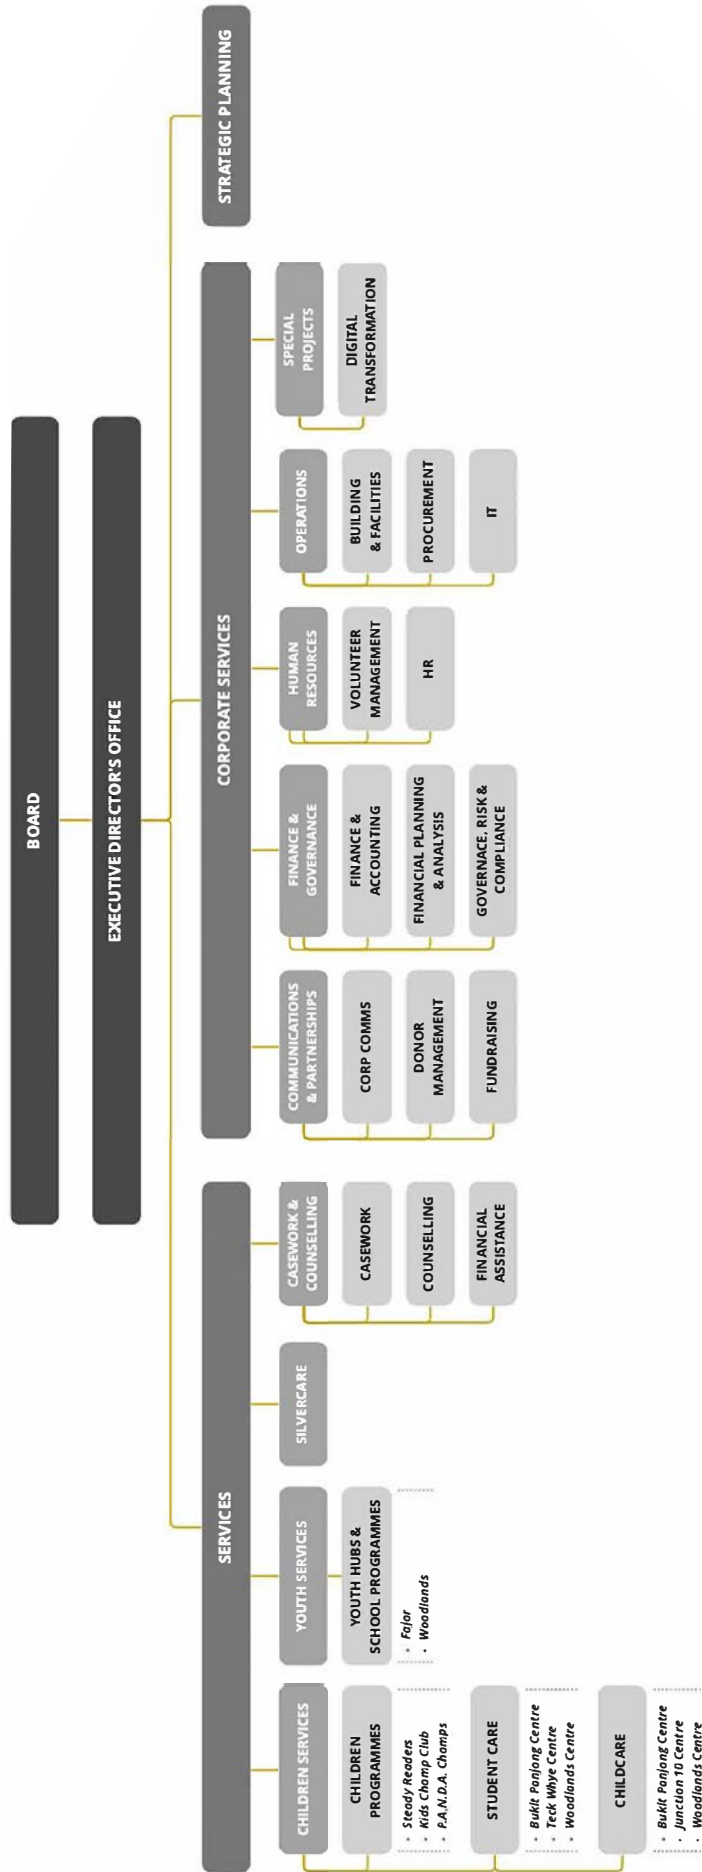 BOARD
EXECUTIVE DIRECTOR'S OFFICE
SERVICES
CORPORATE SERVICES
STRATEGIC PLANNING
CHILDREN SERVICES
CHILDREN
PROGRAMMES
• Steady Readers
• Kids Champ Club
• P.A.N.D.A. Champs
STUDENT CARE
• Bukit Panjang Centre
• Teck Whye Centre
• Woodlands Centre
CHILDCARE
• Bukit Panjang Centre
• Junction 10 Centre
• Woodlands Centre
YOUTH SERVICES
YOUTH HUBS &
SCHOOL PROGRAMMES
• Fajar
• Woodlands
SILVERCARE
CASEWORK &
COUNSELLING
CASEWORK
COUNSELLING
FINANCIAL
ASSISTANCE
COMMUNICATIONS
& PARTNERSHIPS
CORP COMMS
DONOR
MANAGEMENT
FUNDRAISING
FINANCE &
GOVERNANCE
FINANCE &
ACCOUNTING
FINANCIAL PLANNING
& ANALYSIS
GOVERNACE, RISK &
COMPLIANCE
HUMAN
RESOURCES
VOLUNTEER
MANAGEMENT
HR
OPERATIONS
BUILDING
& FACILITIES
PROCUREMENT
IT
SPECIAL
PROJECTS
DIGITAL
TRANSFORMATION